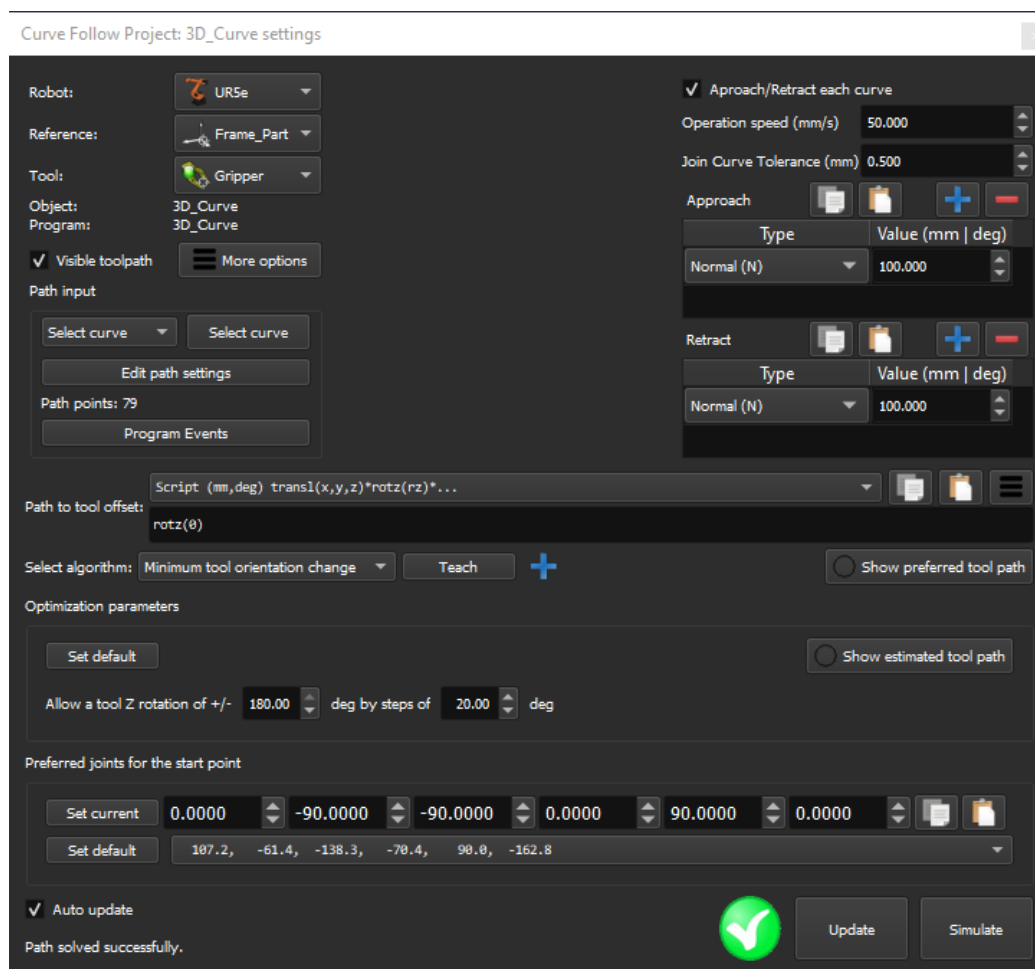 Curve Follow Project: 3D_Curve settings
Robot:
UR5e
Reference:
Frame_Part
Tool:
Gripper
Object:
3D_Curve
Program:
3D_Curve
Visible toolpath
More options
Path input
Select curve
Select curve
Edit path settings
Path points: 79
Program Events
Aproach/Retract each curve
Operation speed (mm/s)
50.000
Join Curve Tolerance (mm)
0.500
Approach
Type
Value (mm | deg)
Normal (N)
100.000
Retract
Type
Value (mm | deg)
Normal (N)
100.000
Path to tool offset:
Script (mm,deg) transl(x,y,z)*rotz(rz)*...
rotz(0)
Select algorithm:
Minimum tool orientation change
Teach
Show preferred tool path
Optimization parameters
Set default
Show estimated tool path
Allow a tool Z rotation of +/- 180.00 deg by steps of 20.00 deg
Preferred joints for the start point
Set current
0.0000
-90.0000
-90.0000
0.0000
90.0000
0.0000
Set default
107.2, -61.4, -138.3, -70.4, 90.0, -162.8
Auto update
Path solved successfully.
Update
Simulate